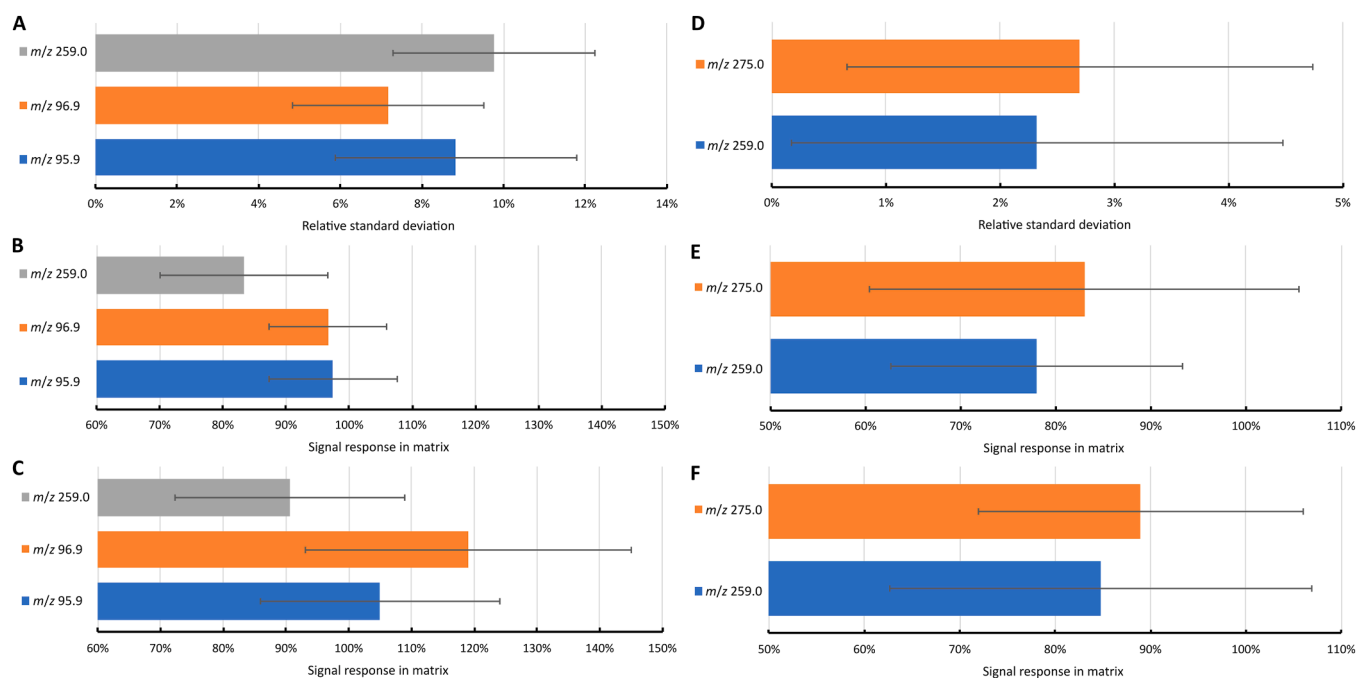 A
m/z 259.0
m/z 96.9
m/z 95.9
0% 2% 4% 6% 8% 10% 12% 14%
Relative standard deviation
B
m/z 259.0
m/z 96.9
m/z 95.9
60% 70% 80% 90% 100% 110% 120% 130% 140% 150%
Signal response in matrix
C
m/z 259.0
m/z 96.9
m/z 95.9
60% 70% 80% 90% 100% 110% 120% 130% 140% 150%
Signal response in matrix
D
m/z 275.0
m/z 259.0
0% 1% 2% 3% 4% 5%
Relative standard deviation
E
m/z 275.0
m/z 259.0
50% 60% 70% 80% 90% 100% 110%
Signal response in matrix
F
m/z 275.0
m/z 259.0
50% 60% 70% 80% 90% 100% 110%
Signal response in matrix